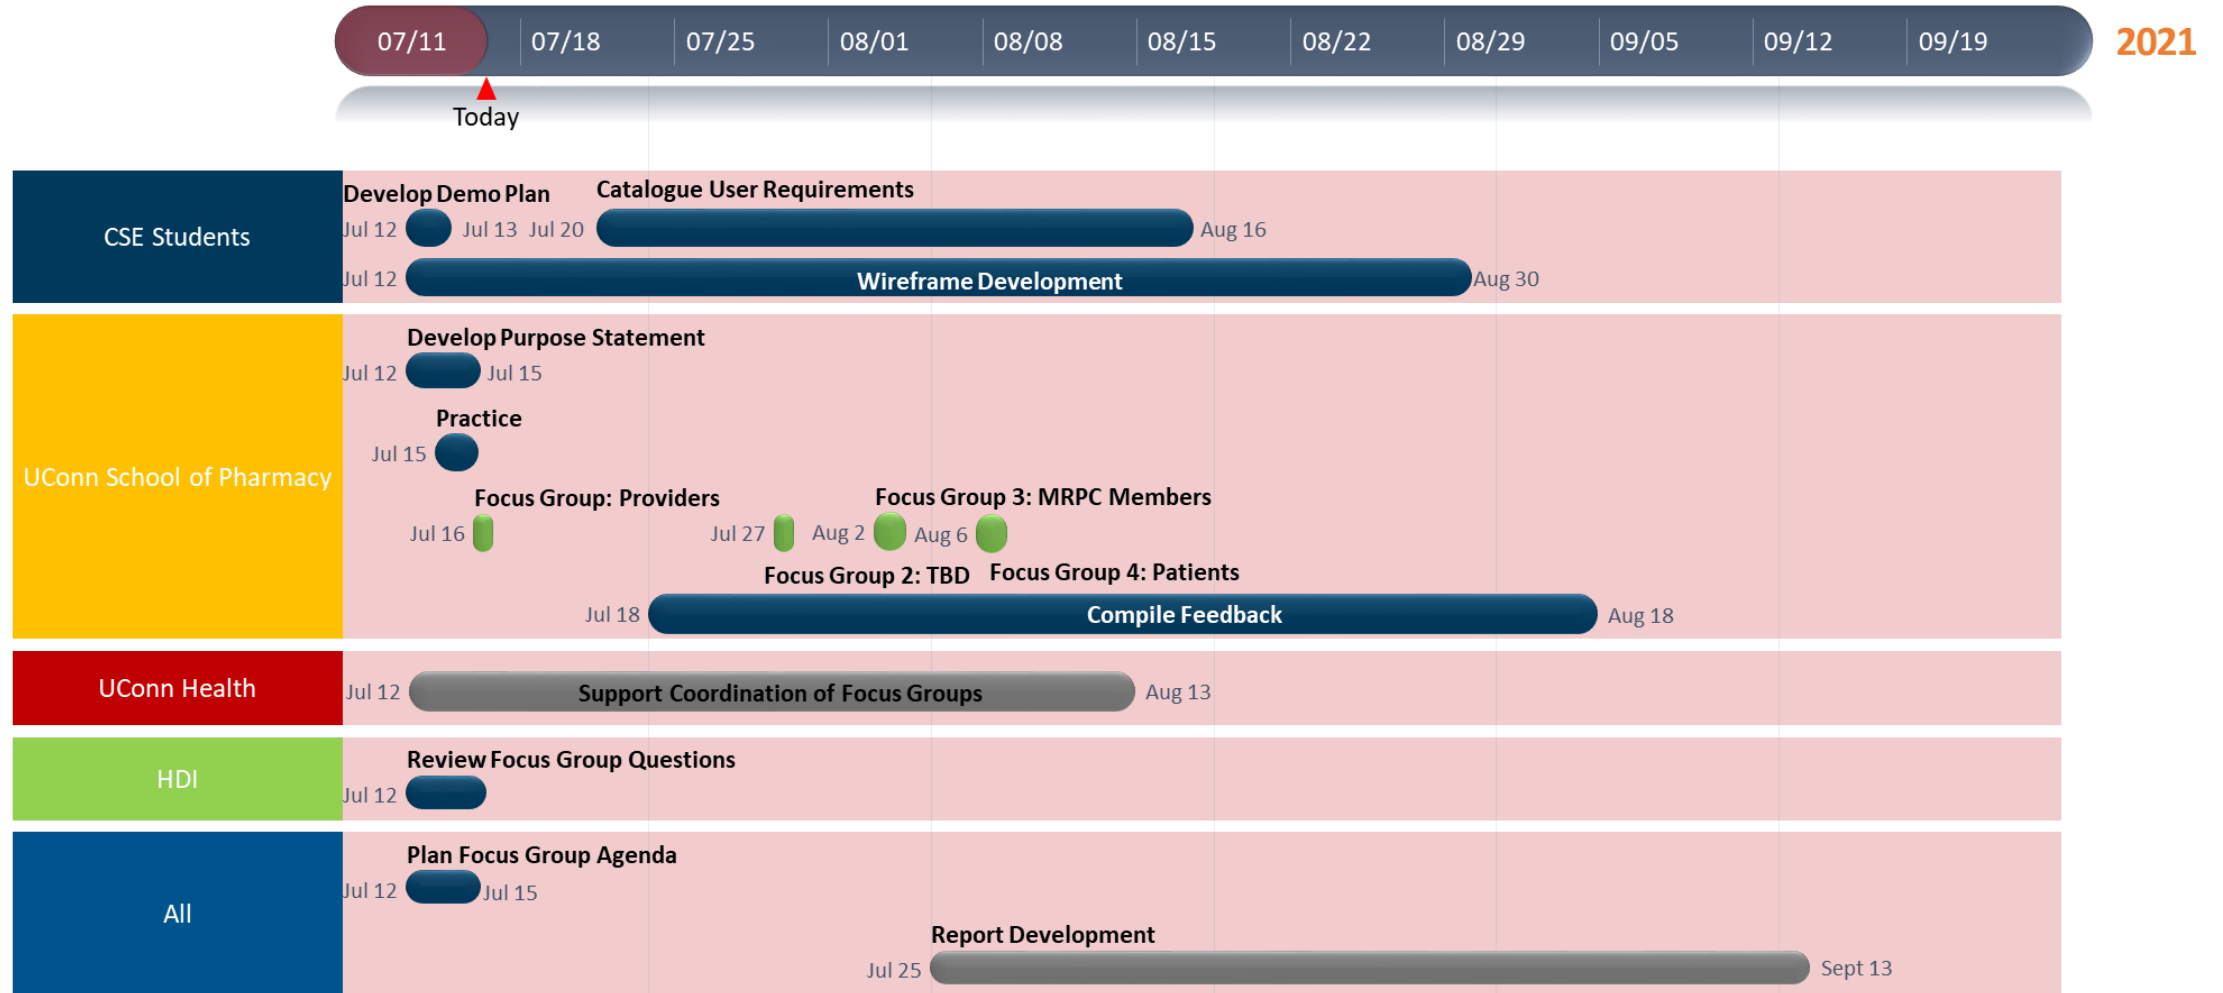 07/11 07/18 07/25 08/01 08/08 08/15 08/22 08/29 09/05 09/12 09/19 2021
Today
CSE Students
Develop Demo Plan Catalogue User Requirements
Jul 12 Jul 13 Jul 20 Aug 16
Jul 12 Wireframe Development Aug 30
UConn School of Pharmacy
Develop Purpose Statement
Jul 12 Jul 15
Practice
Jul 15
Focus Group: Providers Focus Group 3: MRPC Members
Jul 16 Jul 27 Aug 2 Aug 6
Focus Group 2: TBD Focus Group 4: Patients
Jul 18 Compile Feedback Aug 18
UConn Health
Jul 12 Support Coordination of Focus Groups Aug 13
HDI
Review Focus Group Questions
Jul 12
All
Plan Focus Group Agenda
Jul 12 Jul 15
Report Development
Jul 25 Sept 13